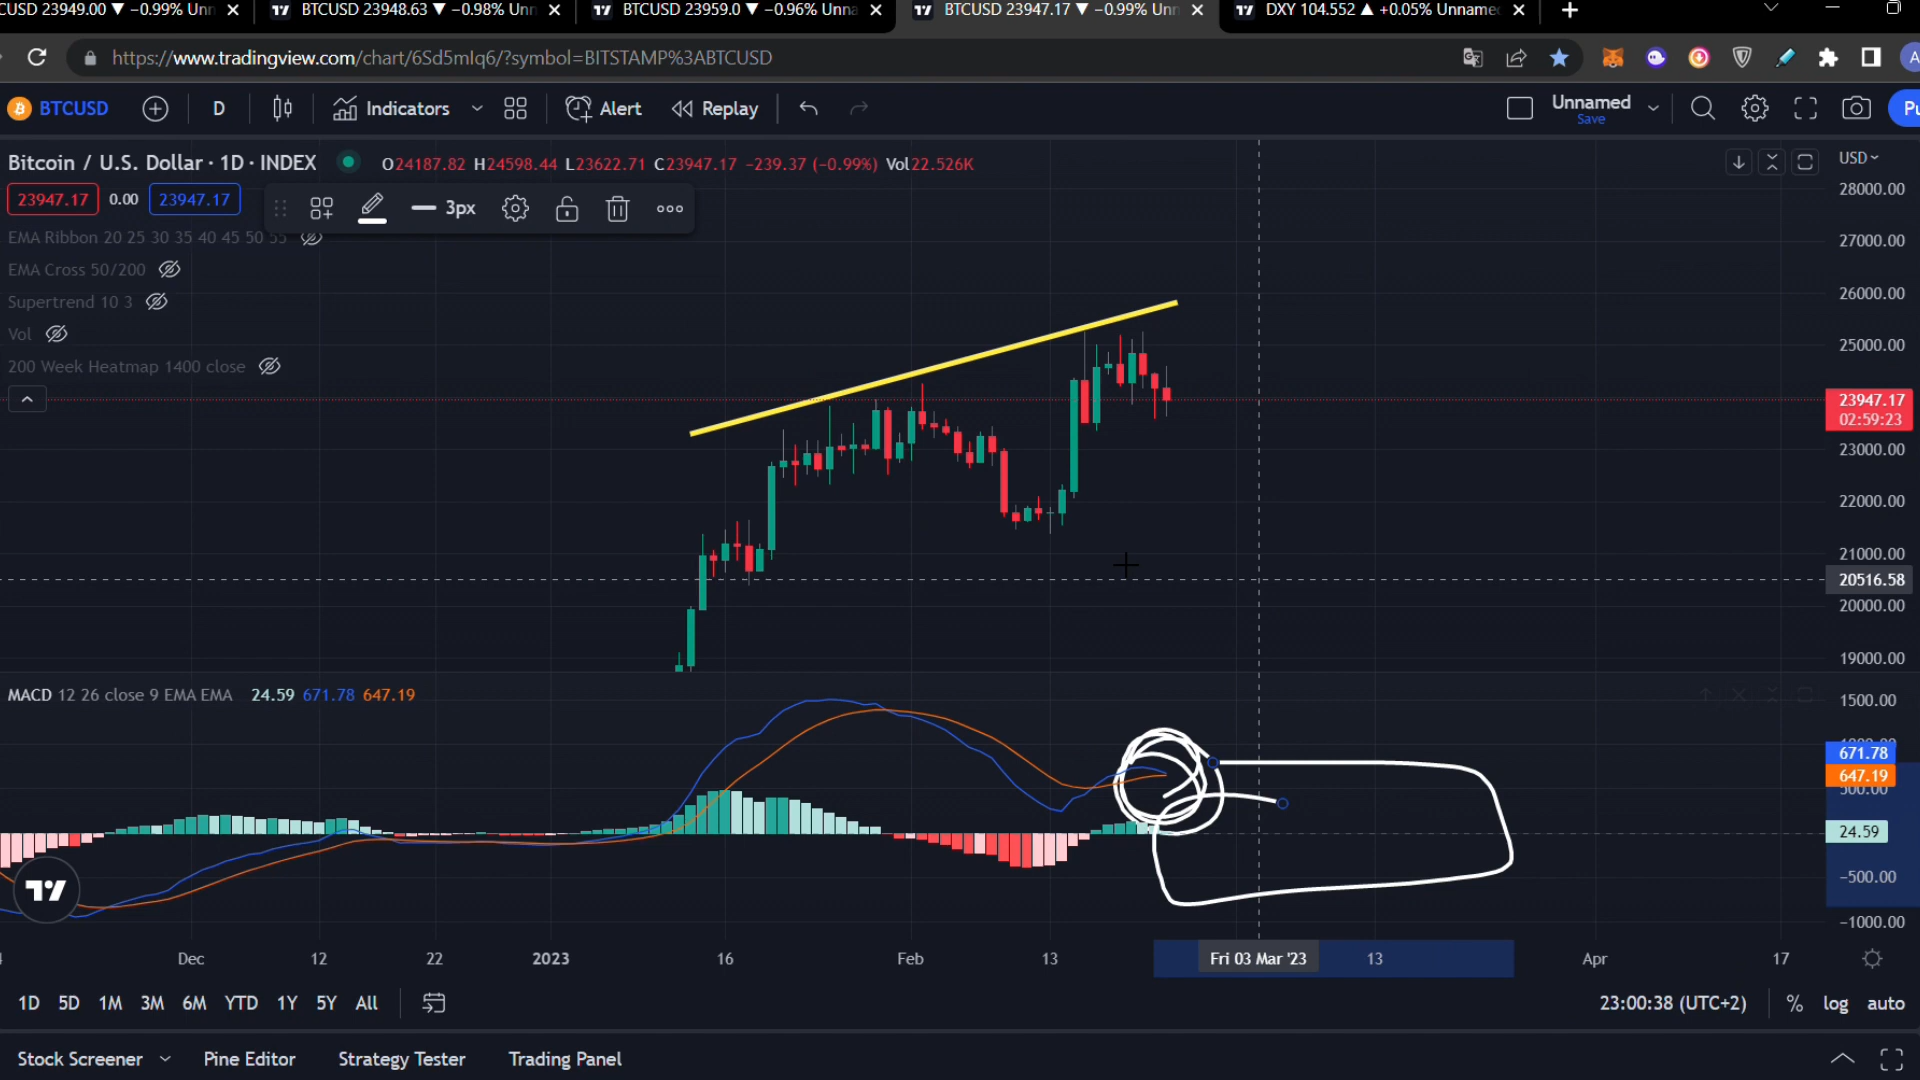 CUSD 23949.00 ▼ −0.99% Unn
BTCUSD 23948.63 ▼ −0.98% Unn
BTCUSD 23959.0 ▼ −0.96% Unna
BTCUSD 23947.17 ▼ −0.99% Unn
DXY 104.552 ▲ +0.05% Unname
https://www.tradingview.com/chart/6Sd5mIq6/?symbol=BITSTAMP%3ABTCUSD
BTCUSD D Indicators Alert Replay Unnamed Pu
Save
Bitcoin / U.S. Dollar · 1D · INDEX O24187.82 H24598.44 L23622.71 C23947.17 −239.37 (−0.99%) Vol22.526K USD
23947.17 0.00 23947.17 3px
EMA Ribbon 20 25 30 35 40 45 50 55
EMA Cross 50/200
Supertrend 10 3
Vol
200 Week Heatmap 1400 close
28000.00
27000.00
26000.00
25000.00
23947.17
02:59:23
23000.00
22000.00
21000.00
20516.58
20000.00
19000.00
MACD 12 26 close 9 EMA EMA 24.59 671.78 647.19
1500.00
671.78
647.19
500.00
24.59
−500.00
−1000.00
Dec 12 22 2023 16 Feb 13 Fri 03 Mar '23 13 Apr 17
1D 5D 1M 3M 6M YTD 1Y 5Y All 23:00:38 (UTC+2) % log auto
Stock Screener Pine Editor Strategy Tester Trading Panel